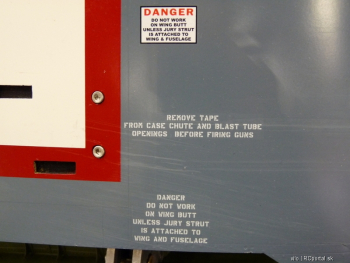 DANGER
DO NOT WORK
ON WING BUTT
UNLESS JURY STRUT
IS ATTACHED TO
WING & FUSELAGE
REMOVE TAPE
FROM CASE CHUTE AND BLAST TUBE
OPENINGS BEFORE FIRING GUNS
DANGER
DO NOT WORK
ON WING BUTT
UNLESS JURY STRUT
IS ATTACHED TO
WING AND FUSELAGE